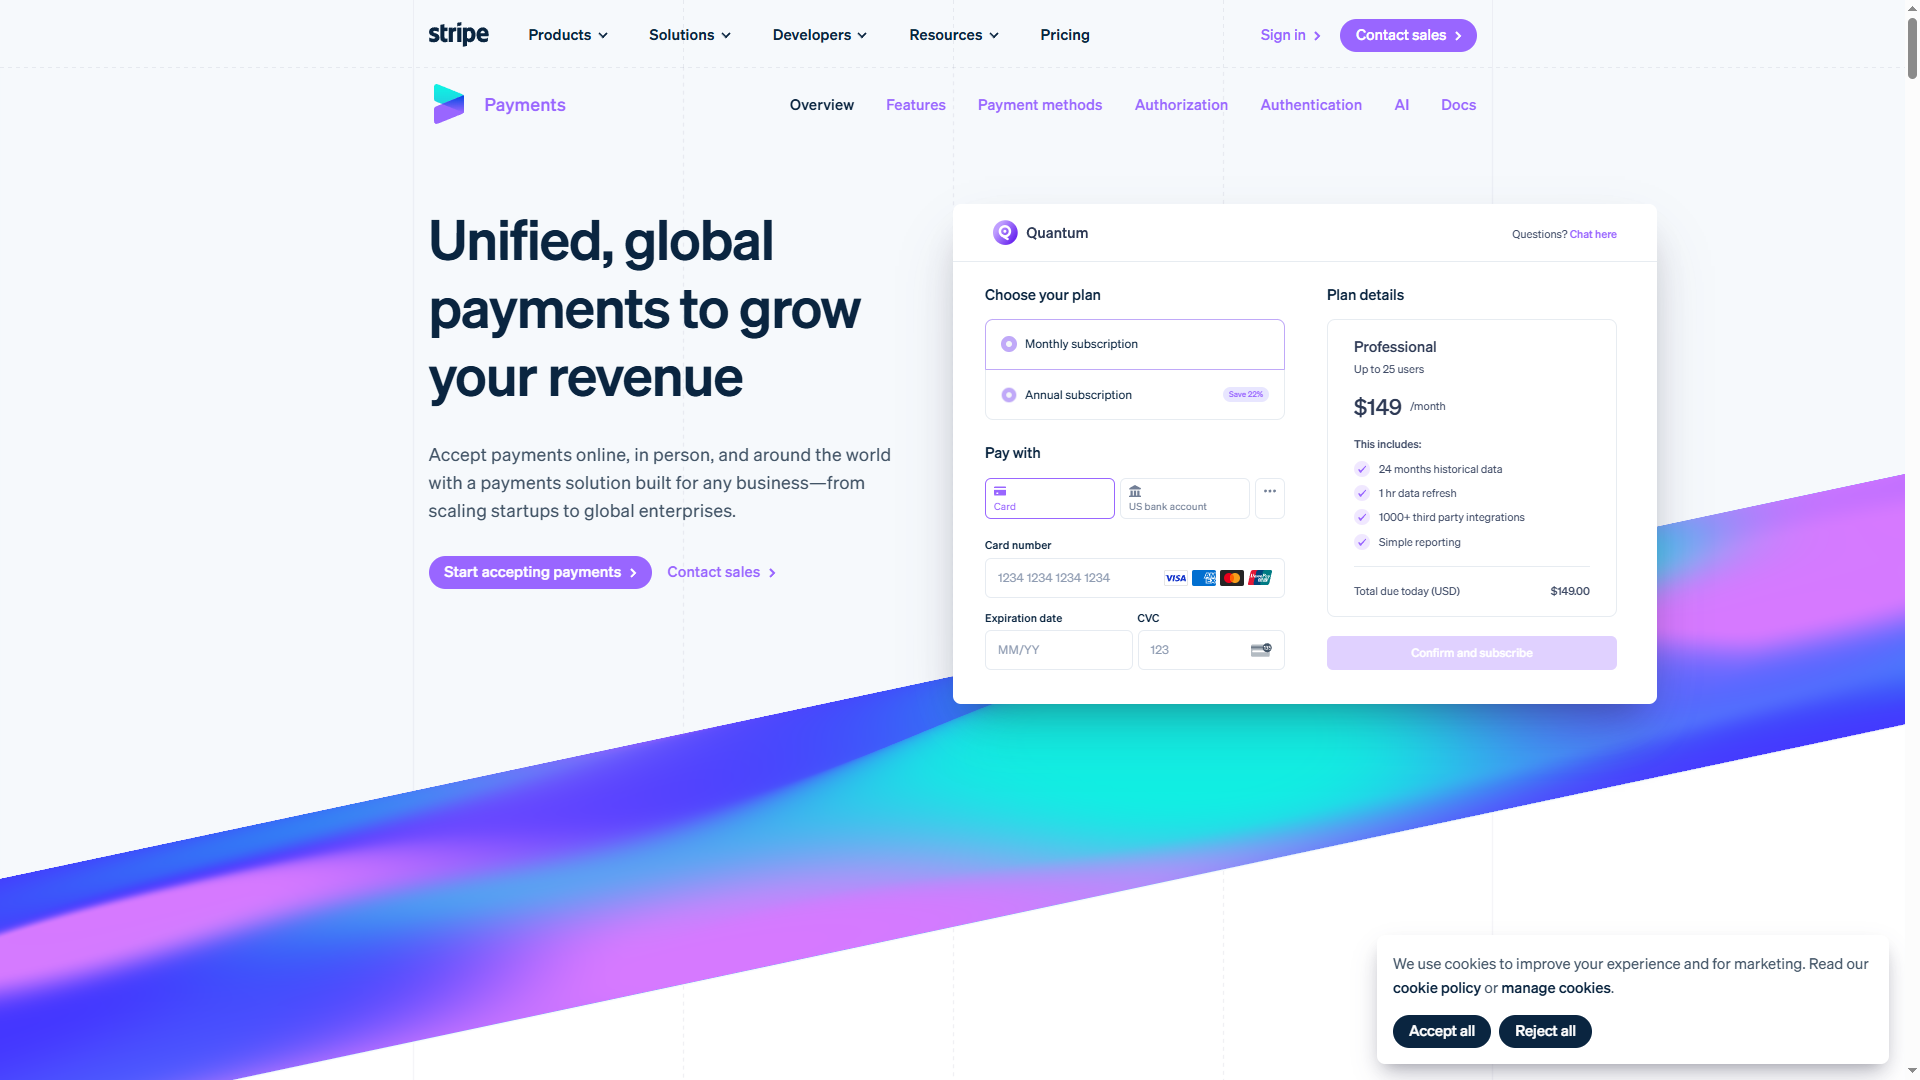 stripe
Products
Solutions
Developers
Resources
Pricing
Sign in
Contact sales
Payments
Overview
Features
Payment methods
Authorization
Authentication
AI
Docs
Unified, global
payments to grow
your revenue
Accept payments online, in person, and around the world
with a payments solution built for any business—from
scaling startups to global enterprises.
Start accepting payments
Contact sales
Quantum
Questions? Chat here
Choose your plan
Monthly subscription
Annual subscription
Save 22%
Pay with
Card
US bank account
Card number
1234 1234 1234 1234
VISA
Expiration date
CVC
MM/YY
123
Plan details
Professional
Up to 25 users
$149 /month
This includes:
24 months historical data
1 hr data refresh
1000+ third party integrations
Simple reporting
Total due today (USD) $149.00
Confirm and subscribe
We use cookies to improve your experience and for marketing. Read our
cookie policy or manage cookies.
Accept all
Reject all